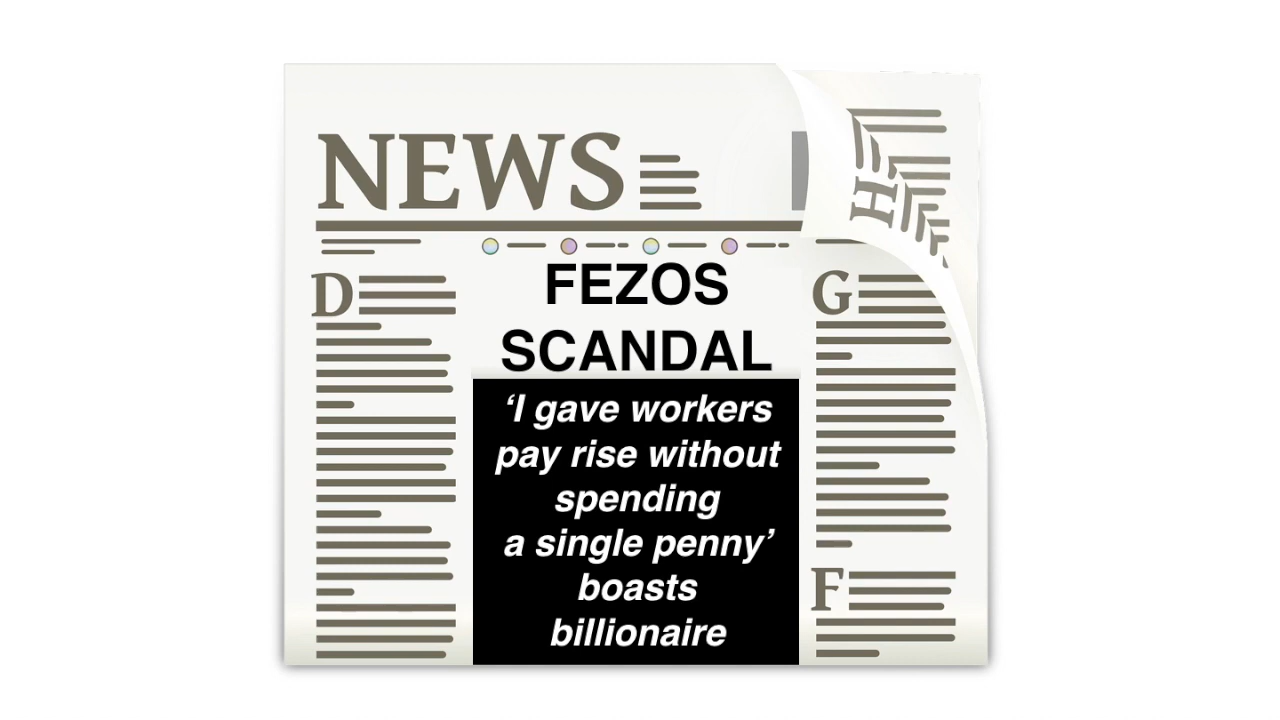 NEWS
H
D
G
F
FEZOS
SCANDAL
‘I gave workers
pay rise without
spending
a single penny’
boasts
billionaire